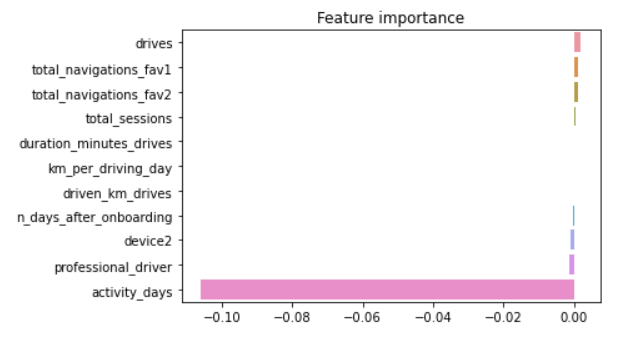 Feature importance
drives
total_navigations_fav1
total_navigations_fav2
total_sessions
duration_minutes_drives
km_per_driving_day
driven_km_drives
n_days_after_onboarding
device2
professional_driver
activity_days
−0.10 −0.08 −0.06 −0.04 −0.02 0.00